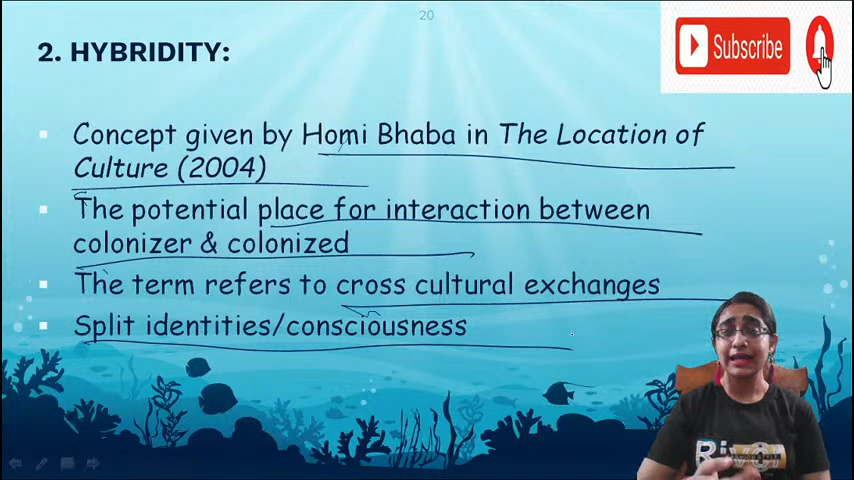 20
2. HYBRIDITY:
Subscribe
Concept given by Homi Bhaba in The Location of
Culture (2004)
The potential place for interaction between
colonizer & colonized
The term refers to cross cultural exchanges
Split identities/consciousness
River